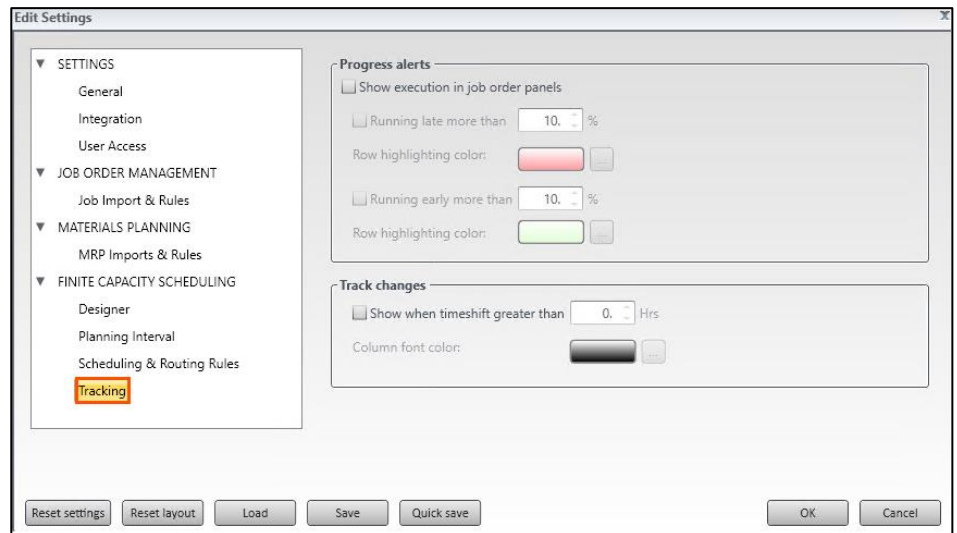 Edit Settings
SETTINGS
General
Integration
User Access
JOB ORDER MANAGEMENT
Job Import & Rules
MATERIALS PLANNING
MRP Imports & Rules
FINITE CAPACITY SCHEDULING
Designer
Planning Interval
Scheduling & Routing Rules
Tracking
Progress alerts
Show execution in job order panels
Running late more than 10. %
Row highlighting color: ...
Running early more than 10. %
Row highlighting color: ...
Track changes
Show when timeshift greater than 0. Hrs
Column font color: ...
Reset settings Reset layout Load Save Quick save OK Cancel